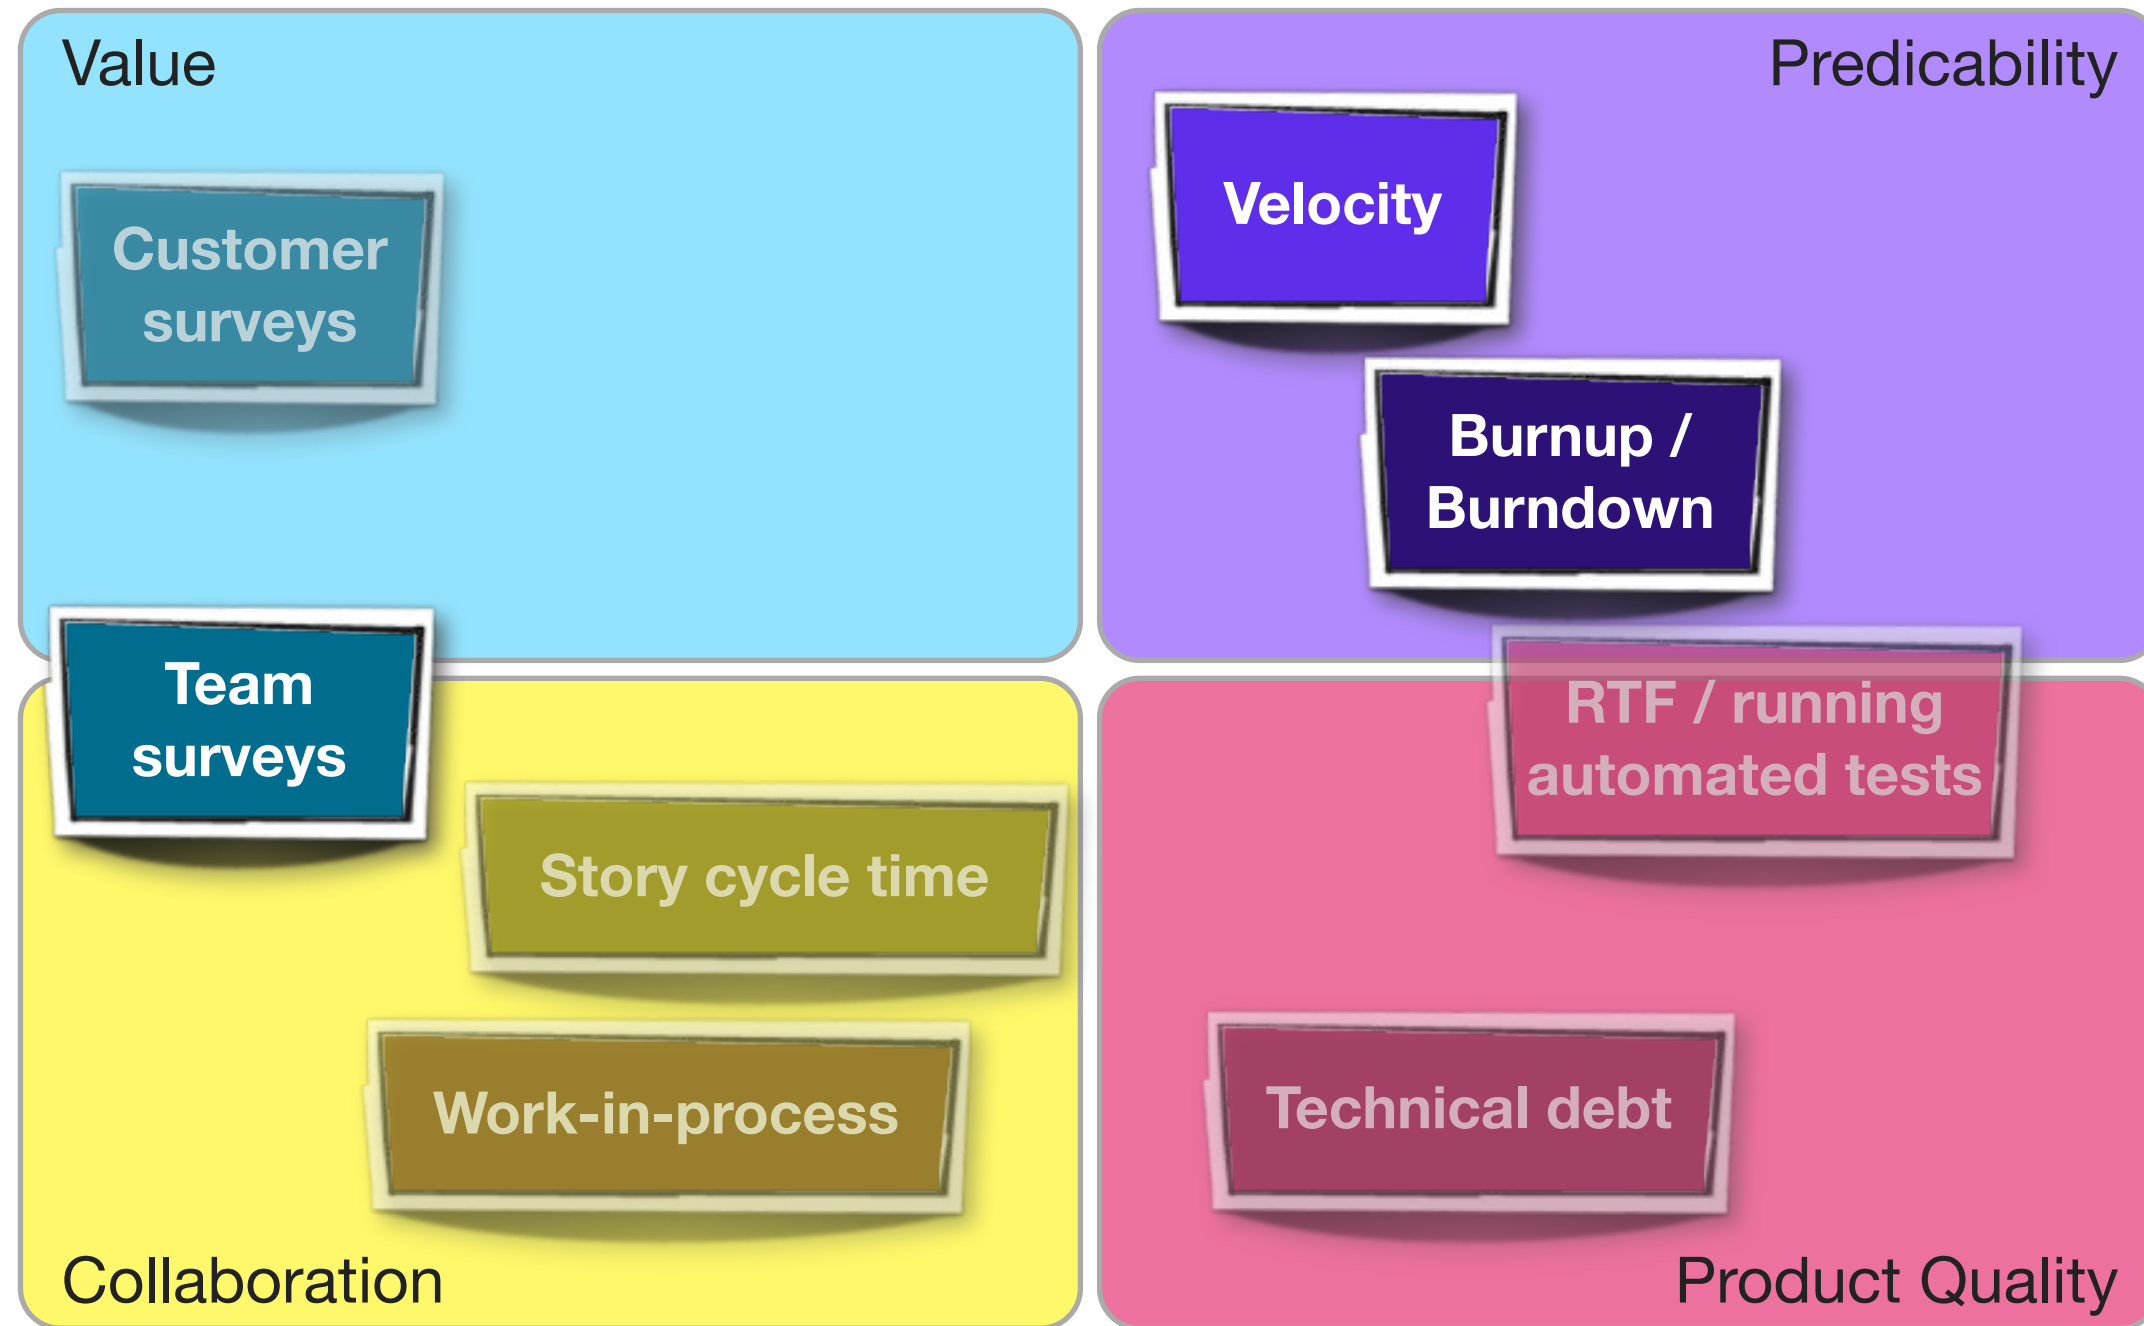 Value
Predicability
Velocity
Customer
surveys
Burnup /
Burndown
Team
surveys
RTF / running
automated tests
Story cycle time
Work-in-process
Technical debt
Collaboration
Product Quality